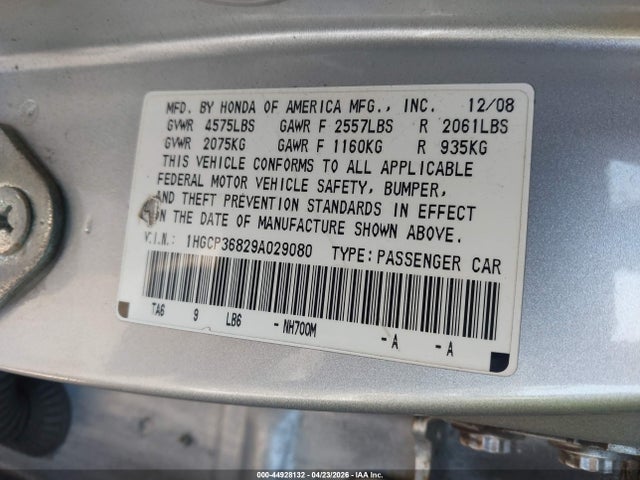 MFD. BY HONDA OF AMERICA MFG., INC. 12/08
GVWR 4575LBS GAWR F 2557LBS R 2061LBS
GVWR 2075KG GAWR F 1160KG R 935KG
THIS VEHICLE CONFORMS TO ALL APPLICABLE
FEDERAL MOTOR VEHICLE SAFETY, BUMPER,
AND THEFT PREVENTION STANDARDS IN EFFECT
ON THE DATE OF MANUFACTURE SHOWN ABOVE.
V.I.N.: 1HGCP36829A029080 TYPE: PASSENGER CAR
TA6 9 LB6 -NH700M -A -A
000-44928132 - 04/23/2026 - IAA Inc.